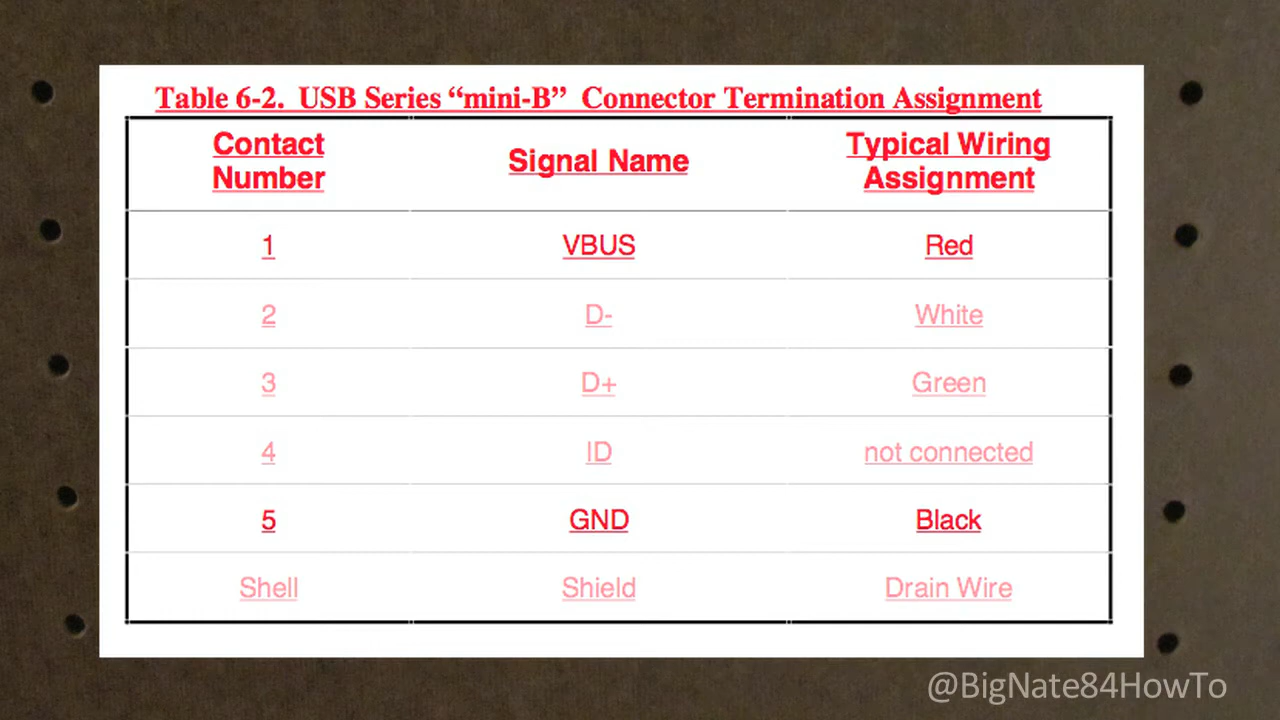 Table 6-2. USB Series “mini-B” Connector Termination Assignment
Contact Number Signal Name Typical Wiring Assignment
1 VBUS Red
2 D- White
3 D+ Green
4 ID not connected
5 GND Black
Shell Shield Drain Wire
@BigNate84HowTo